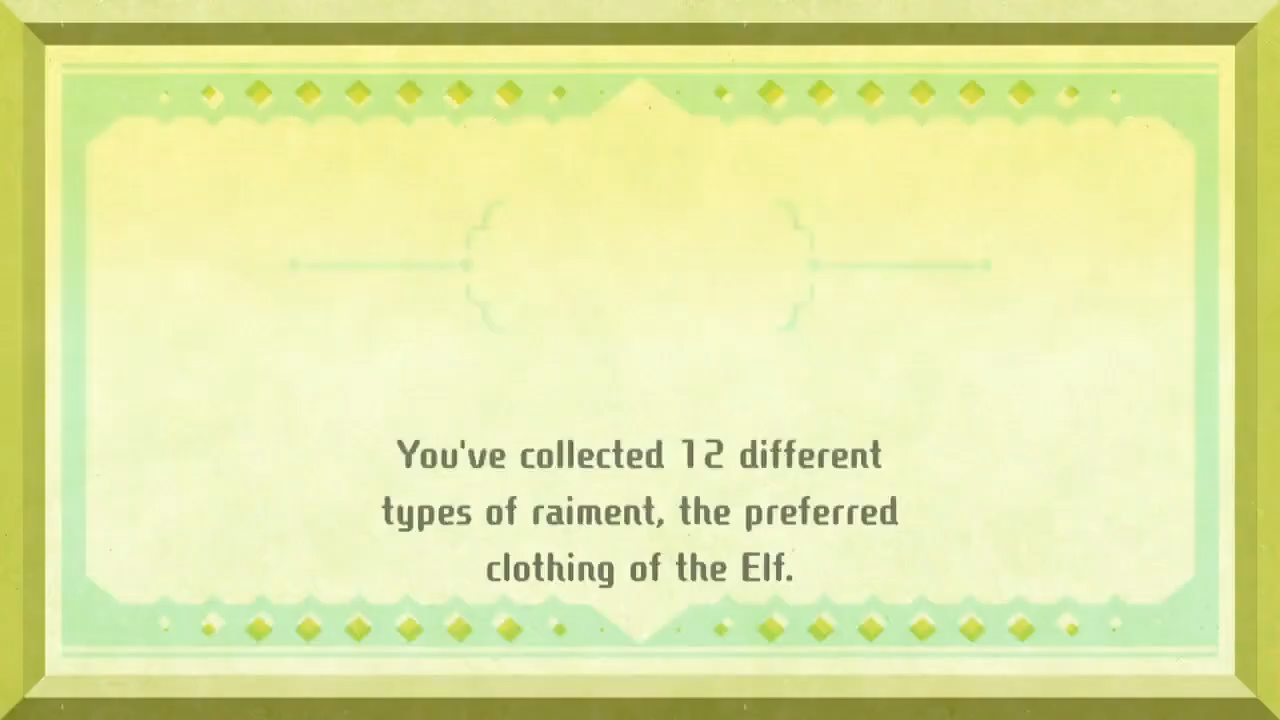 You've collected 12 different
types of raiment, the preferred
clothing of the Elf.